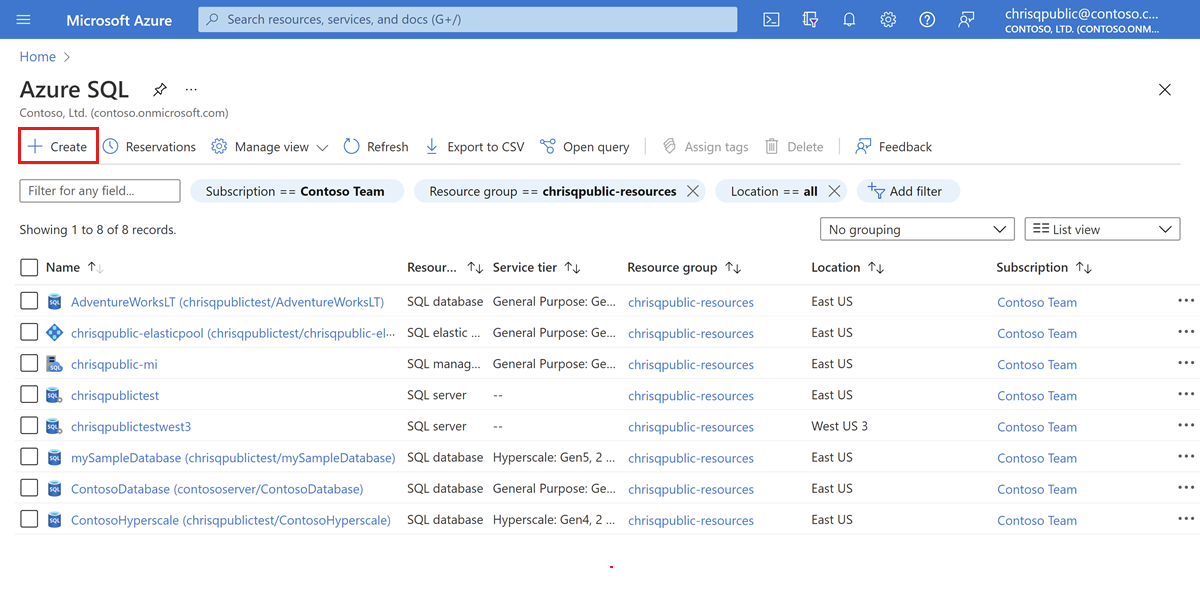 Microsoft Azure
Search resources, services, and docs (G+/)
chrisqpublic@contoso.c...
CONTOSO, LTD. (CONTOSO.ONM...
Home
Azure SQL
Contoso, Ltd. (contoso.onmicrosoft.com)
Create Reservations Manage view Refresh Export to CSV Open query Assign tags Delete Feedback
Filter for any field... Subscription == Contoso Team Resource group == chrisqpublic-resources Location == all Add filter
Showing 1 to 8 of 8 records. No grouping List view
Name Resour... Service tier Resource group Location Subscription
AdventureWorksLT (chrisqpublictest/AdventureWorksLT) SQL database General Purpose: Ge... chrisqpublic-resources East US Contoso Team
chrisqpublic-elasticpool (chrisqpublictest/chrisqpublic-el... SQL elastic ... General Purpose: Ge... chrisqpublic-resources East US Contoso Team
chrisqpublic-mi SQL manag... General Purpose: Ge... chrisqpublic-resources East US Contoso Team
chrisqpublictest SQL server -- chrisqpublic-resources East US Contoso Team
chrisqpublictestwest3 SQL server -- chrisqpublic-resources West US 3 Contoso Team
mySampleDatabase (chrisqpublictest/mySampleDatabase) SQL database Hyperscale: Gen5, 2 ... chrisqpublic-resources East US Contoso Team
ContosoDatabase (contososerver/ContosoDatabase) SQL database General Purpose: Ge... chrisqpublic-resources East US Contoso Team
ContosoHyperscale (chrisqpublictest/ContosoHyperscale) SQL database Hyperscale: Gen4, 2 ... chrisqpublic-resources East US Contoso Team